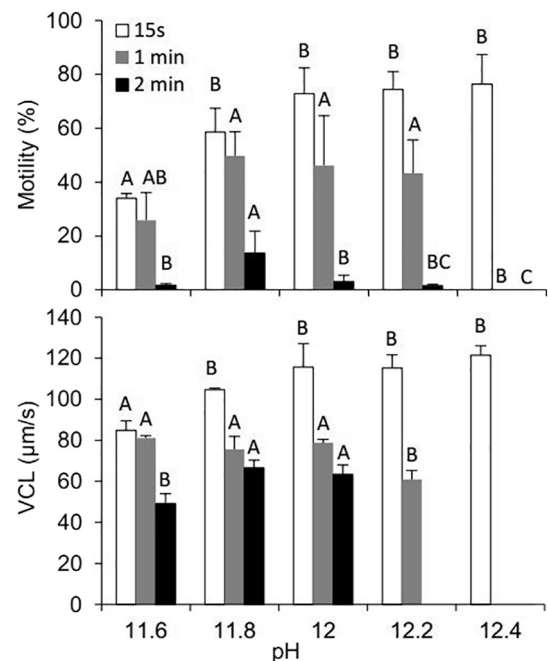 15s
1 min
2 min
Motility (%)
100
80
60
40
20
0
A AB B
B A A
B A B
B A BC
B B C
VCL (µm/s)
140
120
100
80
60
40
20
0
A A B
B A A
B A A
B B
B
11.6 11.8 12 12.2 12.4
pH